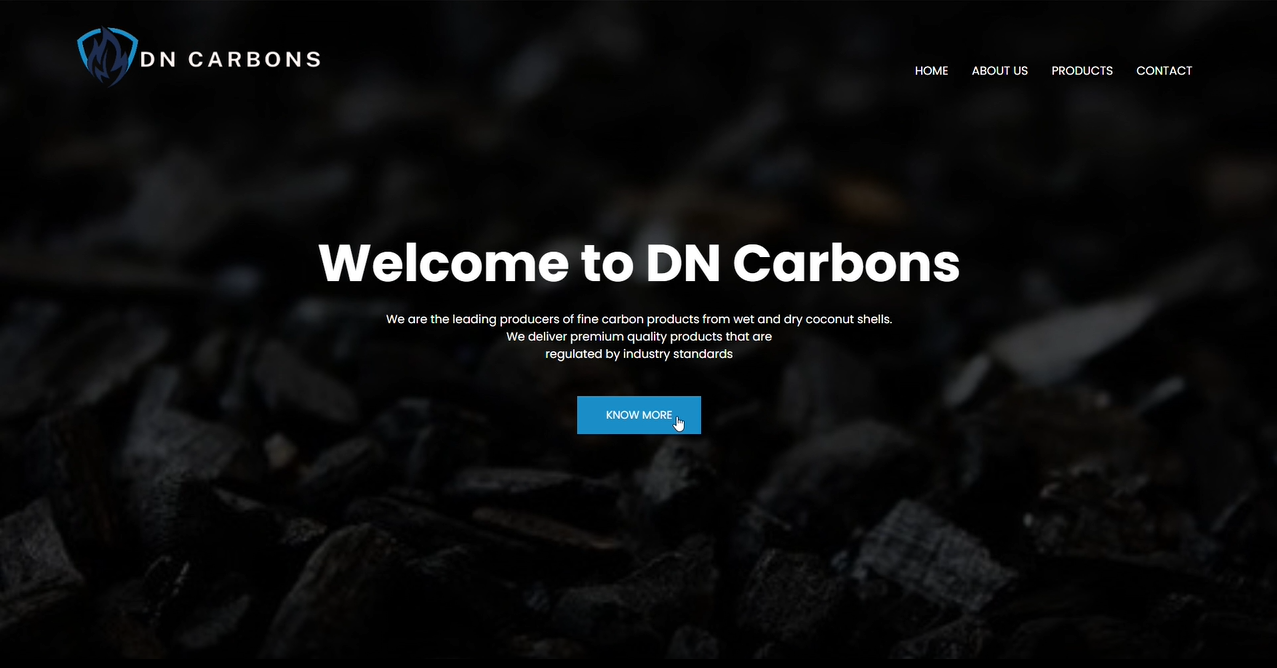 DN CARBONS
HOME ABOUT US PRODUCTS CONTACT
Welcome to DN Carbons
We are the leading producers of fine carbon products from wet and dry coconut shells.
We deliver premium quality products that are
regulated by industry standards
KNOW MORE